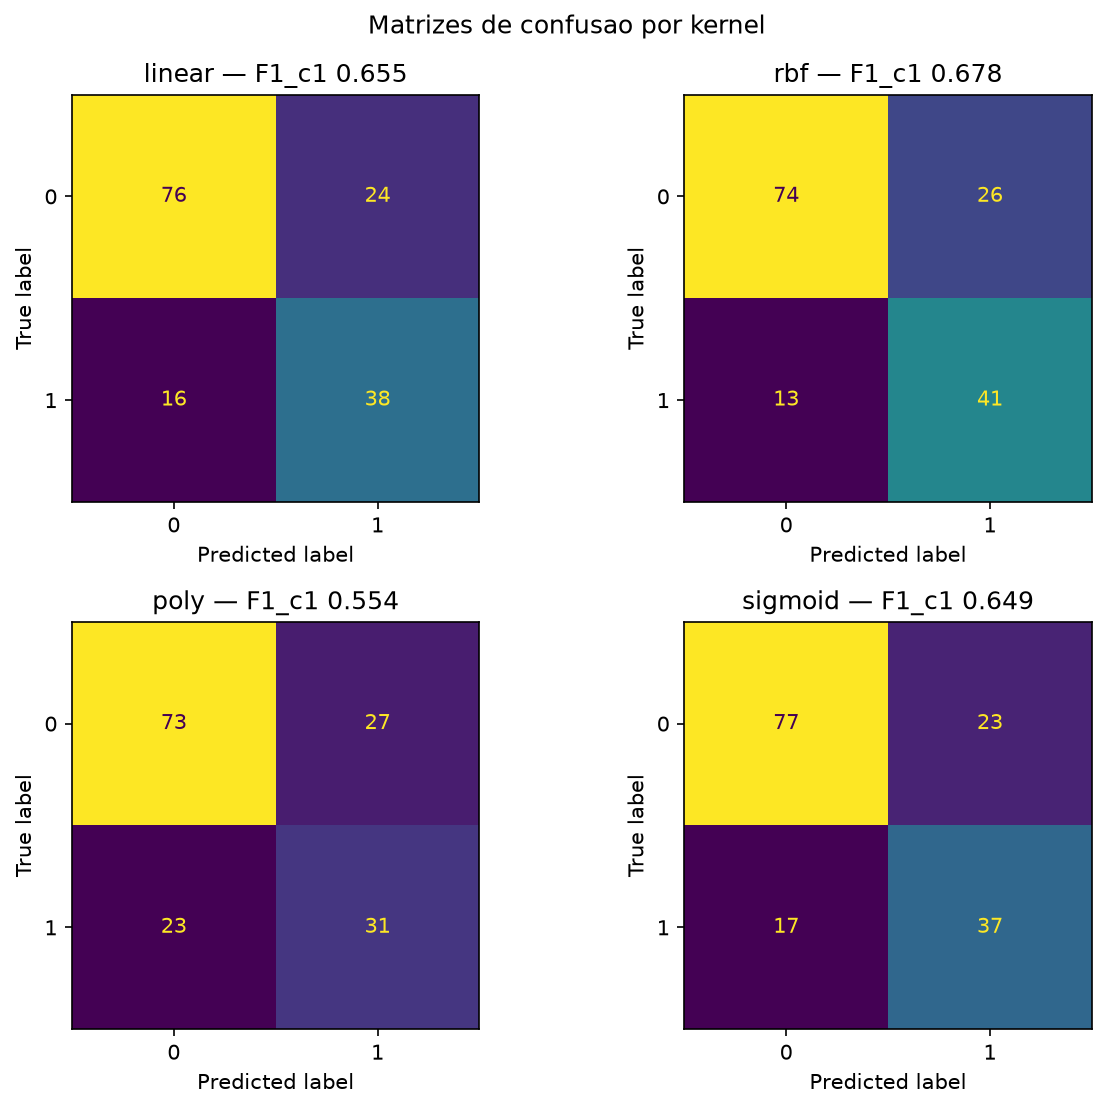 Matrizes de confusao por kernel
linear — F1_c1 0.655
0
76
24
True label
1
16
38
0
1
Predicted label
rbf — F1_c1 0.678
0
74
26
True label
1
13
41
0
1
Predicted label
poly — F1_c1 0.554
0
73
27
True label
1
23
31
0
1
Predicted label
sigmoid — F1_c1 0.649
0
77
23
True label
1
17
37
0
1
Predicted label